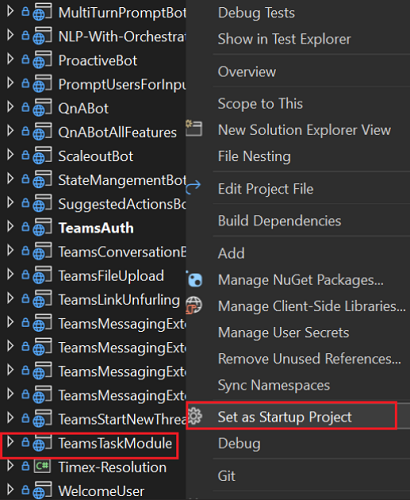 MultiTurnPromptBot
NLP-With-Orchestrat
ProactiveBot
PromptUsersForInpu
QnABot
QnABotAllFeatures
ScaleoutBot
StateMangementBot
SuggestedActionsBo
TeamsAuth
TeamsConversationB
TeamsFileUpload
TeamsLinkUnfurling
TeamsMessagingExte
TeamsMessagingExte
TeamsMessagingExte
TeamsMessagingExte
TeamsStartNewThrea
TeamsTaskModule
C# Timex-Resolution
WelcomeUser
Debug Tests
Show in Test Explorer
Overview
Scope to This
New Solution Explorer View
File Nesting
Edit Project File
Build Dependencies
Add
Manage NuGet Packages...
Manage Client-Side Libraries...
Manage User Secrets
Remove Unused References...
Sync Namespaces
Set as Startup Project
Debug
Git